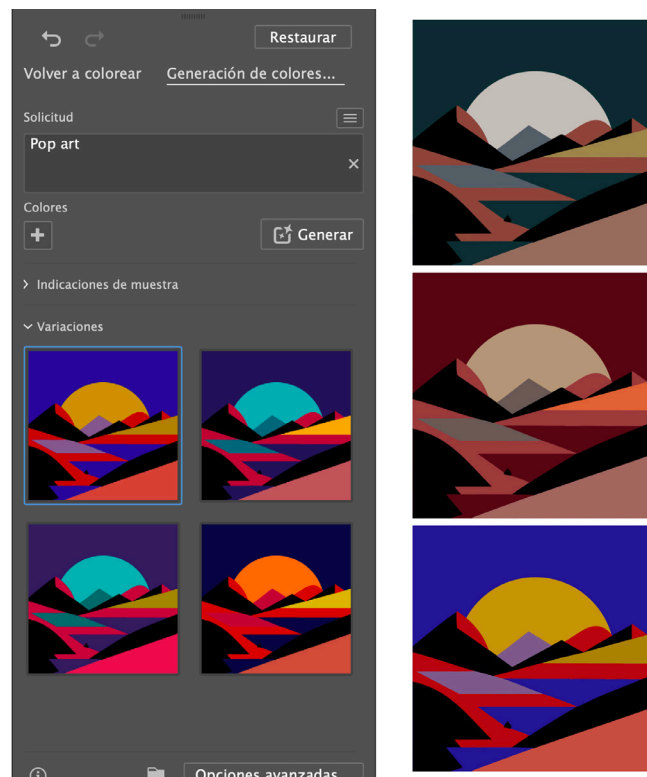 Restaurar
Volver a colorear Generación de colores...
Solicitud
Pop art
Colores
Generar
Indicaciones de muestra
Variaciones
Opciones avanzadas...